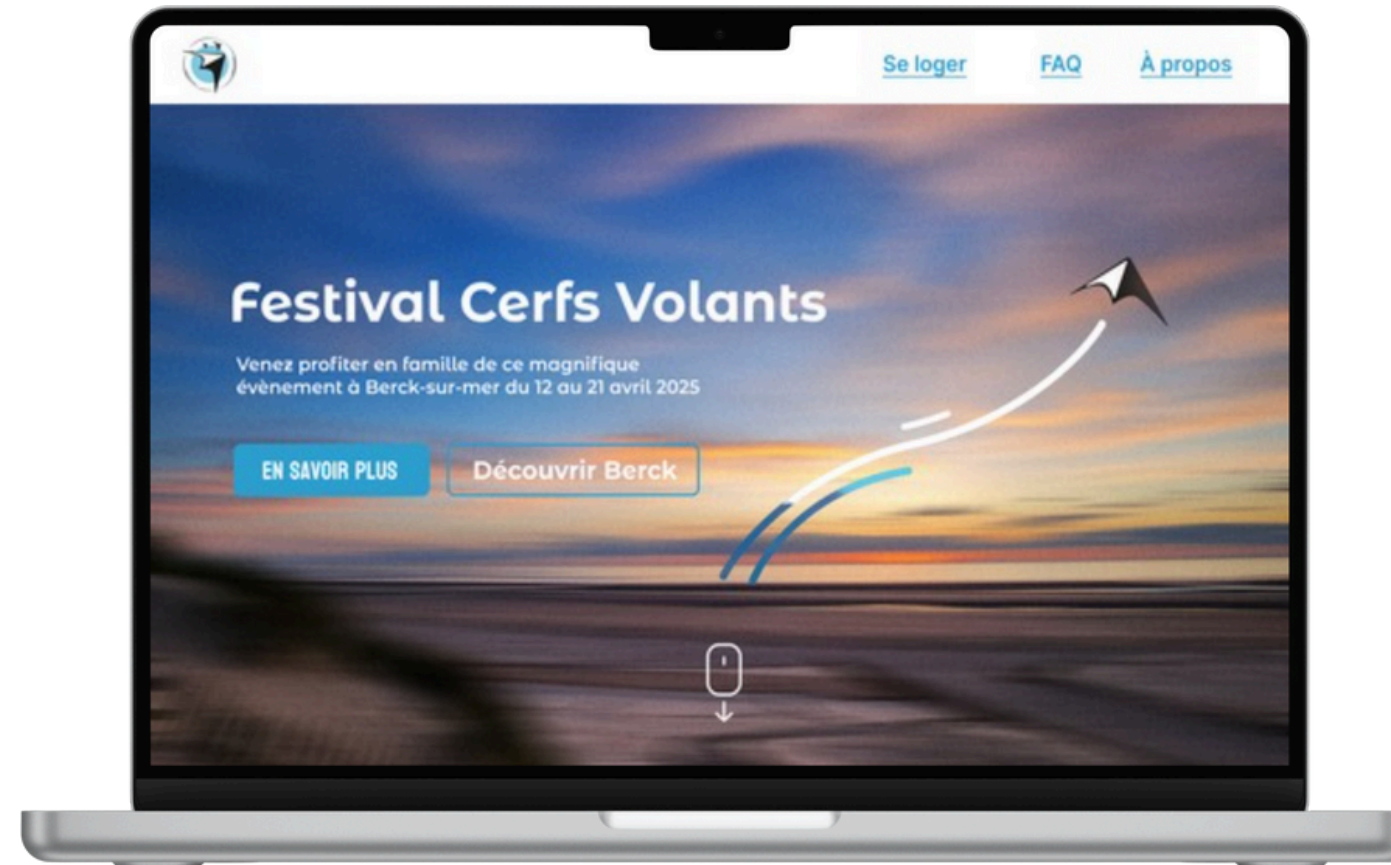 Se loger
FAQ
À propos
Festival Cerfs Volants
Venez profiter en famille de ce magnifique
évènement à Berck-sur-mer du 12 au 21 avril 2025
EN SAVOIR PLUS
Découvrir Berck